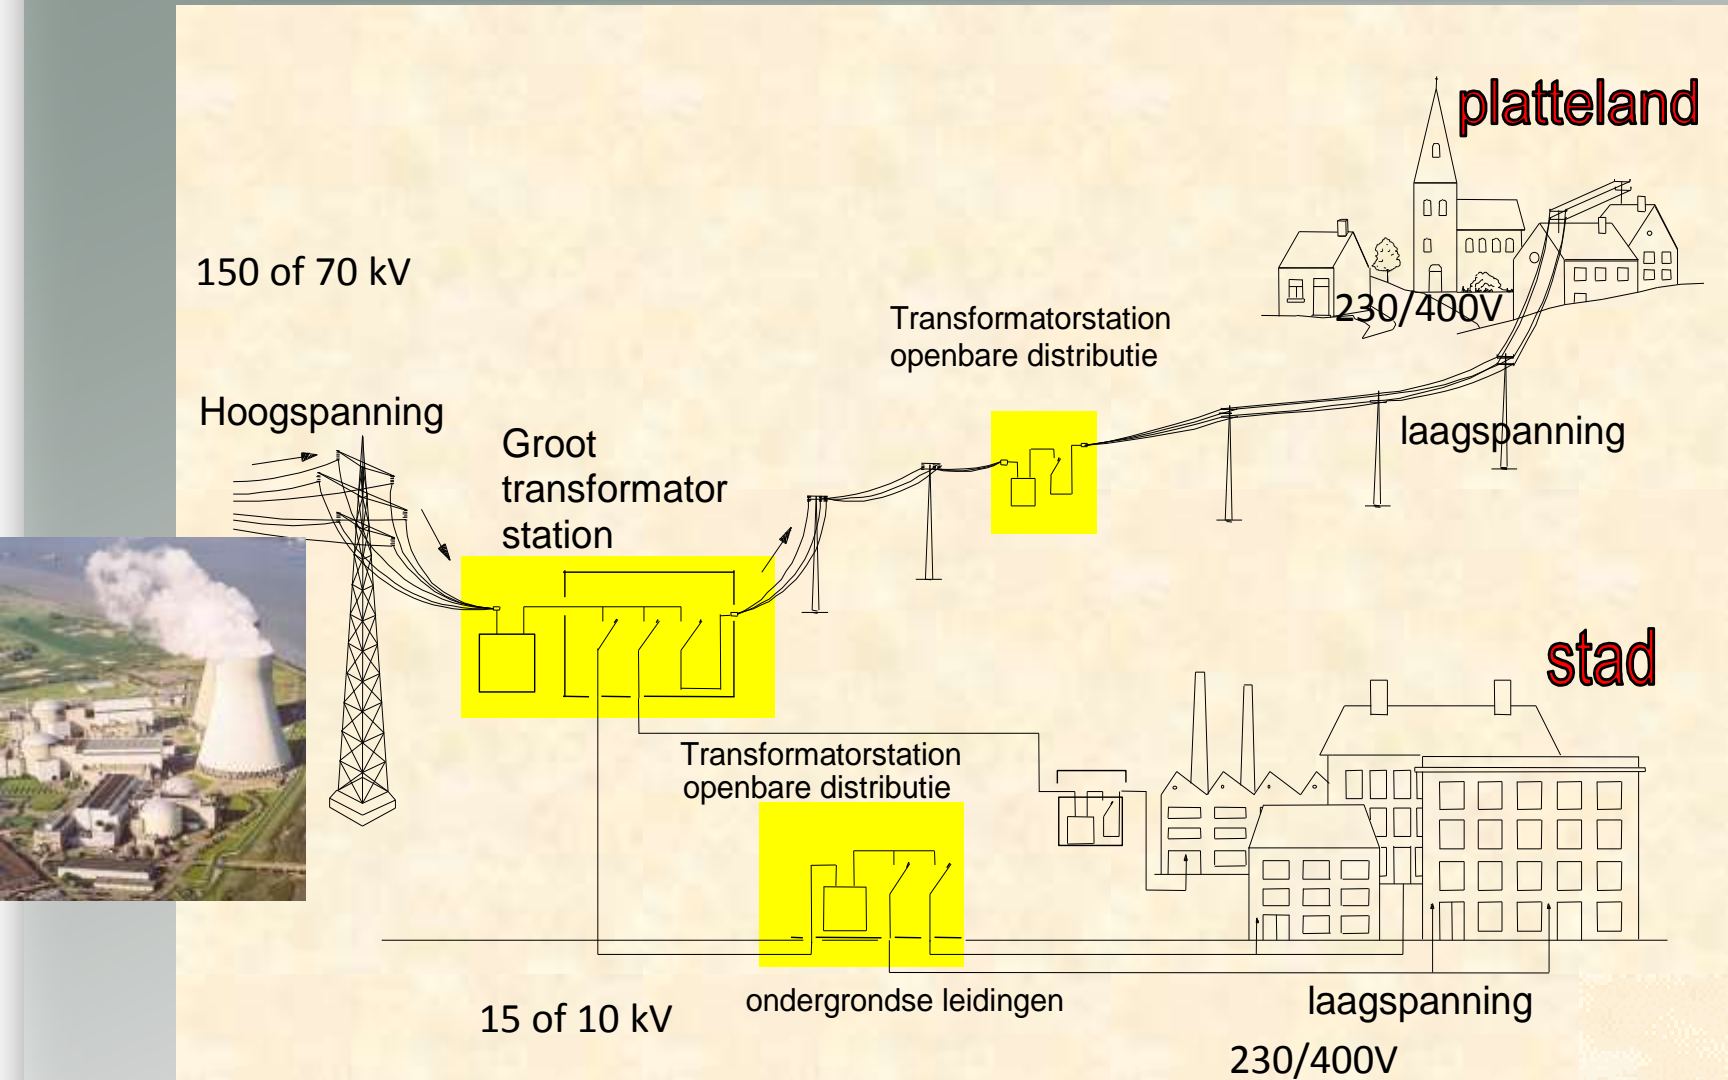 platteland
150 of 70 kV
230/400V
Transformatorstation
openbare distributie
Hoogspanning
laagspanning
Groot
transformator
station
stad
Transformatorstation
openbare distributie
ondergrondse leidingen
laagspanning
15 of 10 kV
230/400V